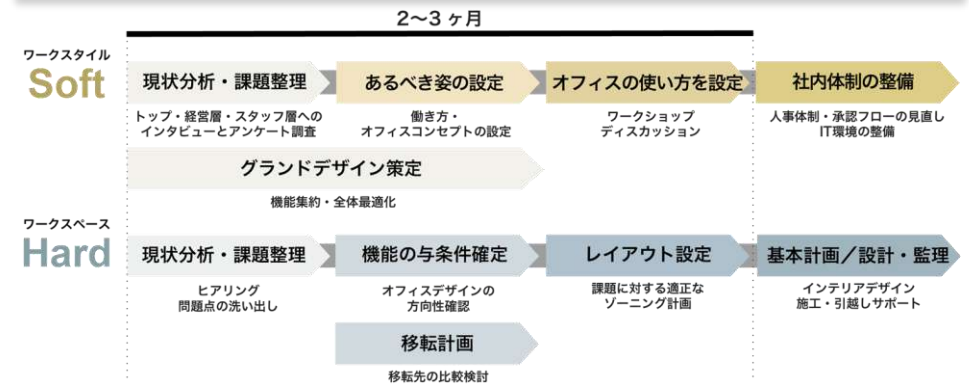 2〜3ヶ月
ワークスタイル
Soft
現状分析・課題整理
あるべき姿の設定
オフィスの使い方を設定
社内体制の整備
トップ・経営層・スタッフ層への
インタビューとアンケート調査
働き方・
オフィスコンセプトの設定
ワークショップ
ディスカッション
人事体制・承認フローの見直し
IT環境の整備
グランドデザイン策定
機能集約・全体最適化
ワークスペース
Hard
現状分析・課題整理
機能の与条件確定
レイアウト設定
基本計画／設計・監理
ヒアリング
問題点の洗い出し
オフィスデザインの
方向性確認
課題に対する適正な
ゾーニング計画
インテリアデザイン
施工・引越しサポート
移転計画
移転先の比較検討